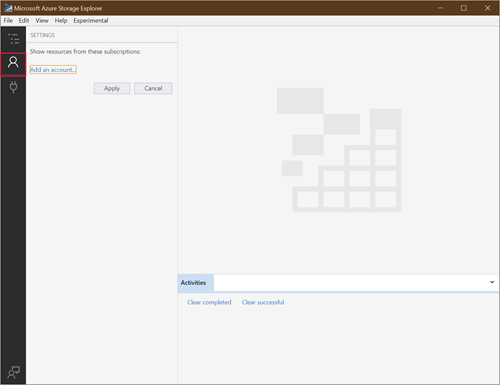 Microsoft Azure Storage Explorer
File Edit View Help Experimental
SETTINGS
Show resources from these subscriptions:
Add an account...
Apply Cancel
Activities
Clear completed Clear successful